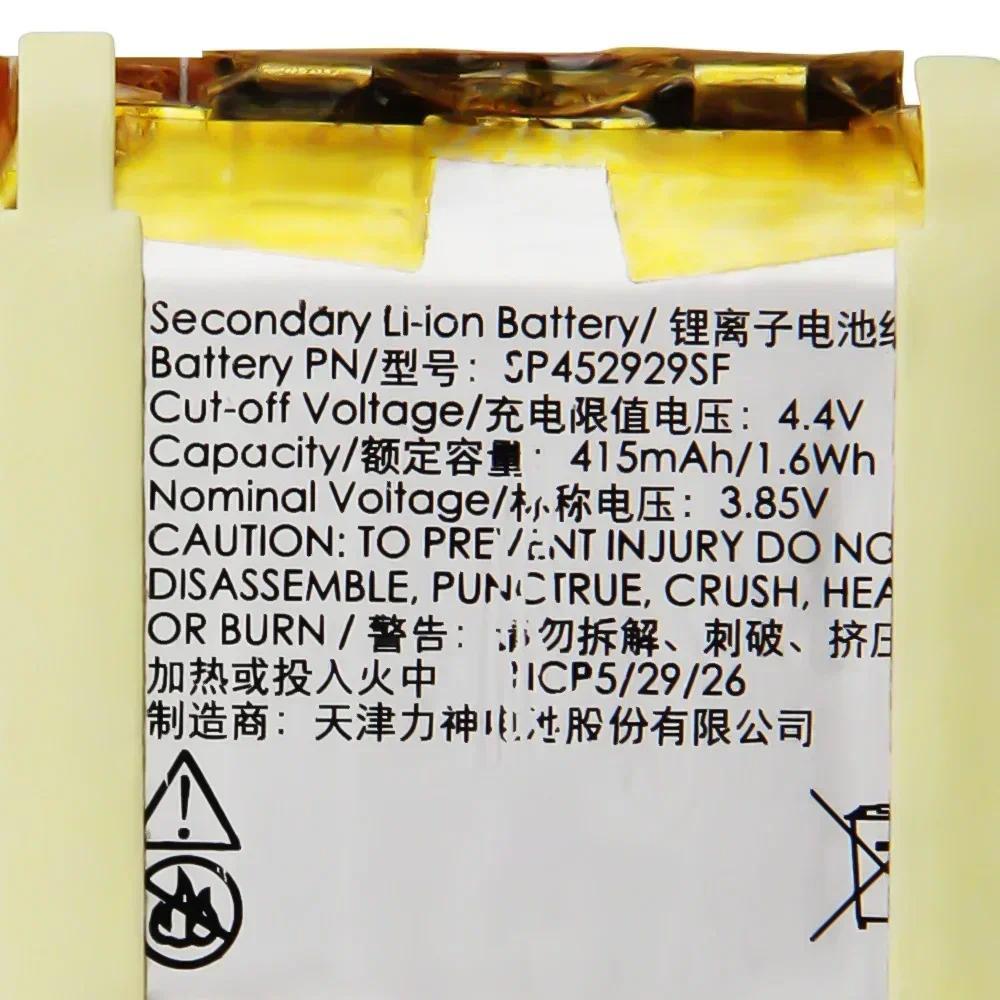 Secondary Li-ion Battery/ 锂离子电池
Battery PN/型号: SP452929SF
Cut-off Voltage/充电限值电压: 4.4V
Capacity/额定容量: 415mAh/1.6Wh
Nominal Voitage/标称电压: 3.85V
CAUTION: TO PREVENT INJURY DO NO
DISASSEMBLE, PUNCTRUE, CRUSH, HEA
OR BURN / 警告: 请勿拆解、刺破、挤压
加热或投入火中 ICP5/29/26
制造商: 天津力神电池股份有限公司